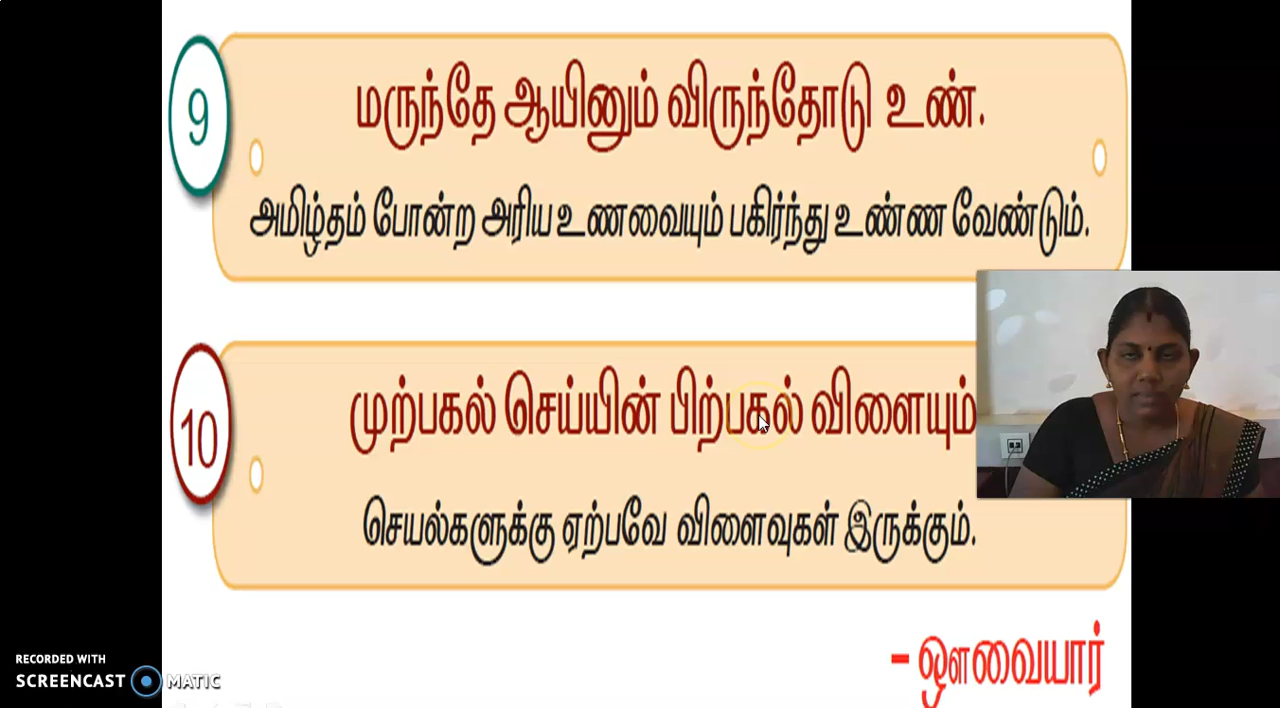 9
மருந்தே ஆயினும் விருந்தோடு உண்.
அமிழ்தம் போன்ற அரிய உணவையும் பகிர்ந்து உண்ண வேண்டும்.
10
முற்பகல் செய்யின் பிற்பகல் விளையும்
செயல்களுக்கு ஏற்பவே விளைவுகள் இருக்கும்.
- ஔவையார்
RECORDED WITH
SCREENCAST MATIC